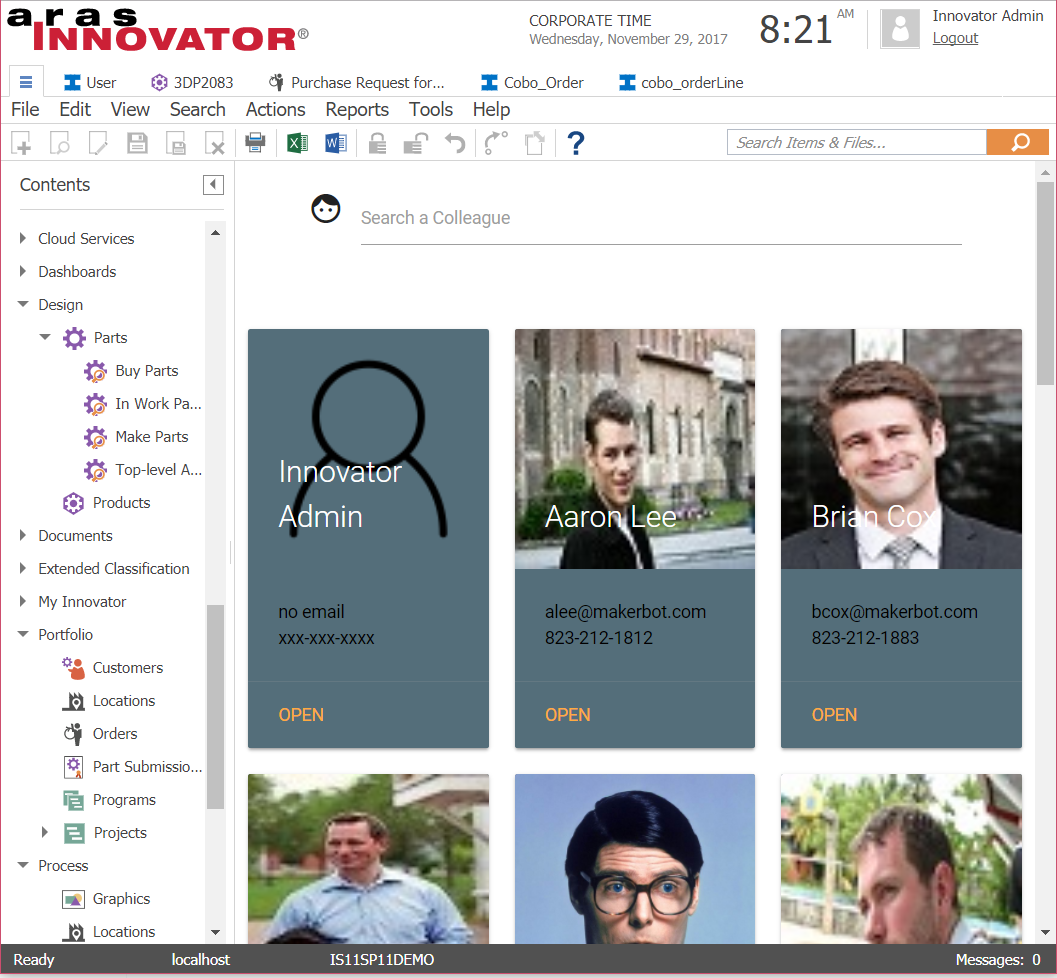 aras
INNOVATOR®
CORPORATE TIME
Wednesday, November 29, 2017
8:21 AM
Innovator Admin
Logout
User
3DP2083
Purchase Request for...
Cobo_Order
cobo_orderLine
File Edit View Search Actions Reports Tools Help
Search Items & Files...
Contents
Cloud Services
Dashboards
Design
Parts
Buy Parts
In Work Pa...
Make Parts
Top-level A...
Products
Documents
Extended Classification
My Innovator
Portfolio
Customers
Locations
Orders
Part Submissio...
Programs
Projects
Process
Graphics
Locations
Search a Colleague
Innovator
Admin
no email
xxx-xxx-xxxx
OPEN
Aaron Lee
alee@makerbot.com
823-212-1812
OPEN
Brian Cox
bcox@makerbot.com
823-212-1883
OPEN
Ready localhost IS11SP11DEMO Messages: 0